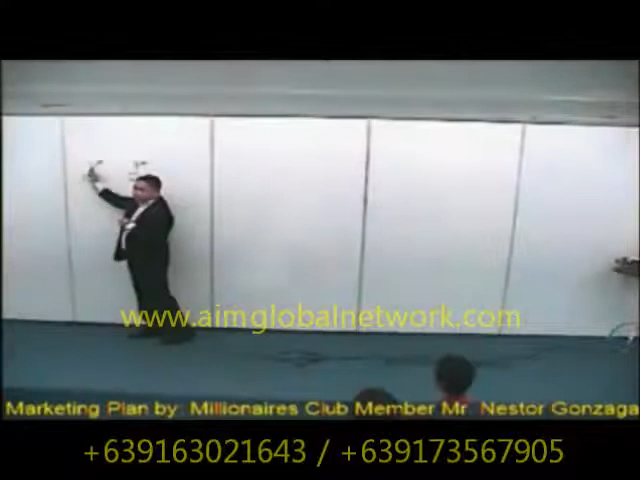 www.aimglobalnetwork.com
Marketing Plan by: Millionaires Club Member Mr. Nestor Gonzaga
+639163021643 / +639173567905